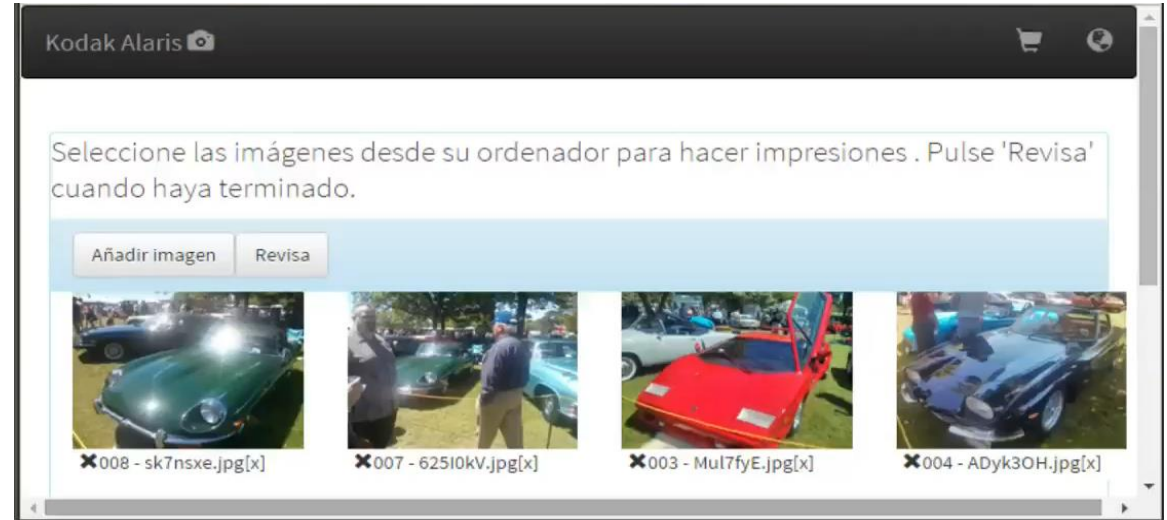 Kodak Alaris
Seleccione las imágenes desde su ordenador para hacer impresiones . Pulse 'Revisa'
cuando haya terminado.
Añadir imagen Revisa
008 - sk7nsxe.jpg[x] 007 - 625I0kV.jpg[x] 003 - Mul7fyE.jpg[x] 004 - ADyk3OH.jpg[x]